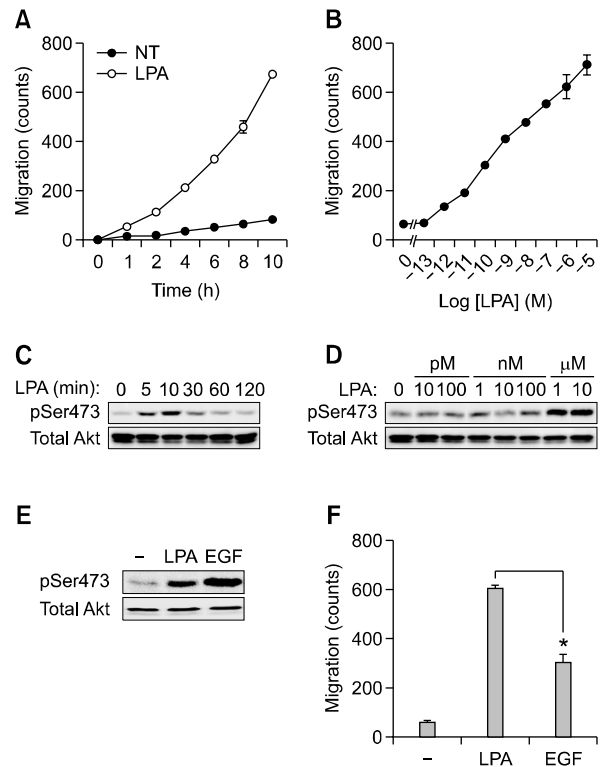 A
NT
LPA
Migration (counts)
800
600
400
200
0
0 1 2 4 6 8 10
Time (h)
B
Migration (counts)
800
600
400
200
0
0 −13 −12 −11 −10 −9 −8 −7 −6 −5
Log [LPA] (M)
C
LPA (min): 0 5 10 30 60 120
pSer473
Total Akt
D
pM nM μM
LPA: 0 10 100 1 10 100 1 10
pSer473
Total Akt
E
− LPA EGF
pSer473
Total Akt
F
Migration (counts)
800
600
400
200
0
*
− LPA EGF